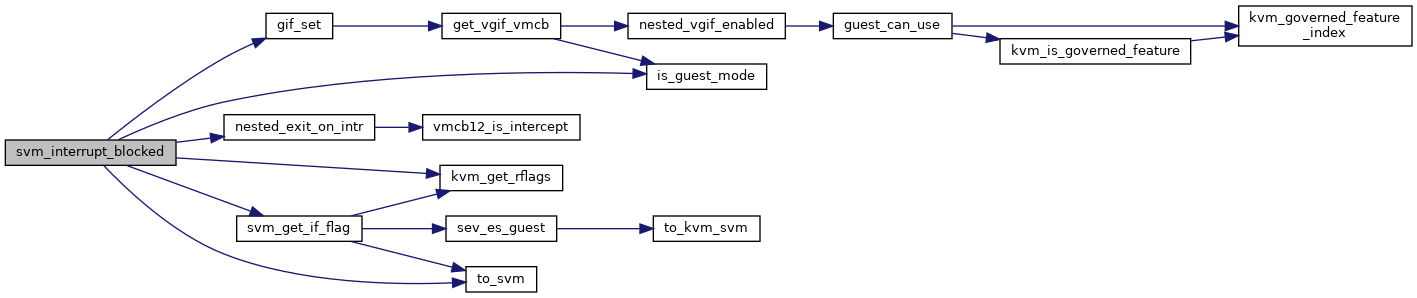 svm_interrupt_blocked
gif_set
get_vgif_vmcb
nested_vgif_enabled
guest_can_use
kvm_governed_feature
_index
kvm_is_governed_feature
is_guest_mode
nested_exit_on_intr
vmcb12_is_intercept
kvm_get_rflags
svm_get_if_flag
sev_es_guest
to_kvm_svm
to_svm